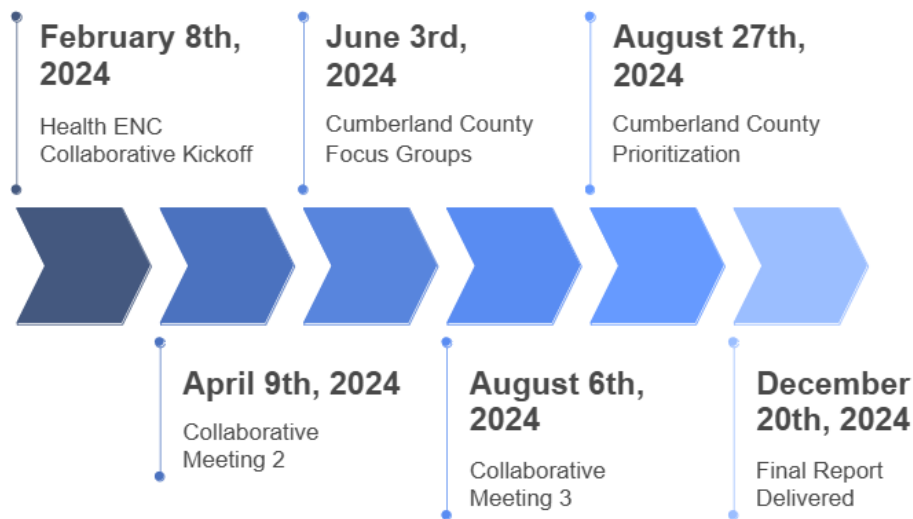 February 8th,
2024
Health ENC
Collaborative Kickoff
June 3rd,
2024
Cumberland County
Focus Groups
August 27th,
2024
Cumberland County
Prioritization
April 9th, 2024
Collaborative
Meeting 2
August 6th,
2024
Collaborative
Meeting 3
December
20th, 2024
Final Report
Delivered